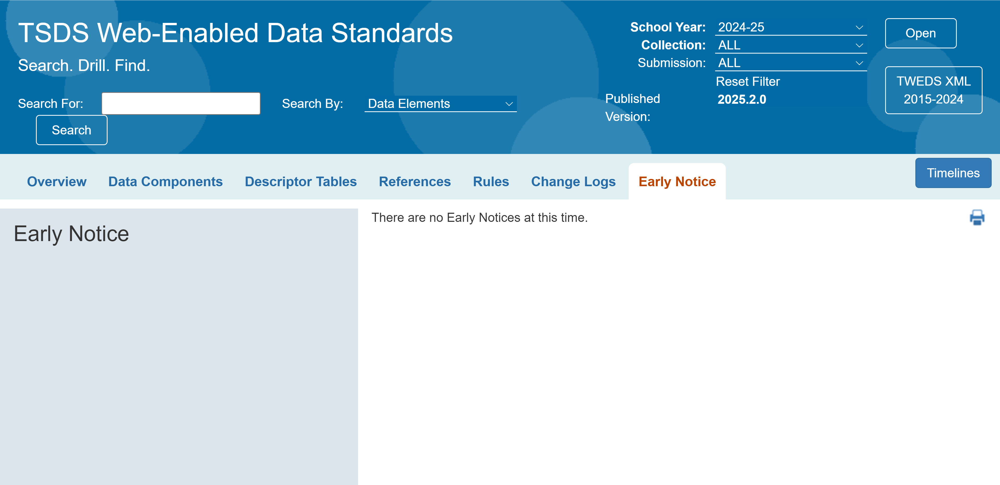 TSDS Web-Enabled Data Standards
Search. Drill. Find.
Search For:
Search By: Data Elements
Search
School Year: 2024-25
Collection: ALL
Submission: ALL
Reset Filter
Published Version: 2025.2.0
Open
TWEDS XML
2015-2024
Overview Data Components Descriptor Tables References Rules Change Logs Early Notice
Timelines
Early Notice
There are no Early Notices at this time.